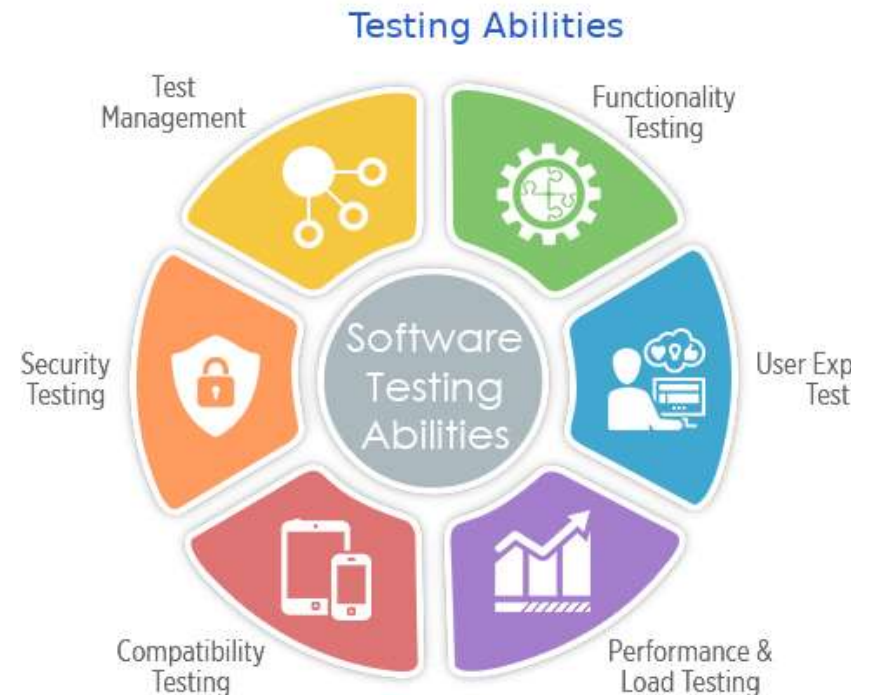 Testing Abilities
Test
Management
Functionality
Testing
Software
Testing
Abilities
Security
Testing
User Exp
Test
Compatibility
Testing
Performance &
Load Testing